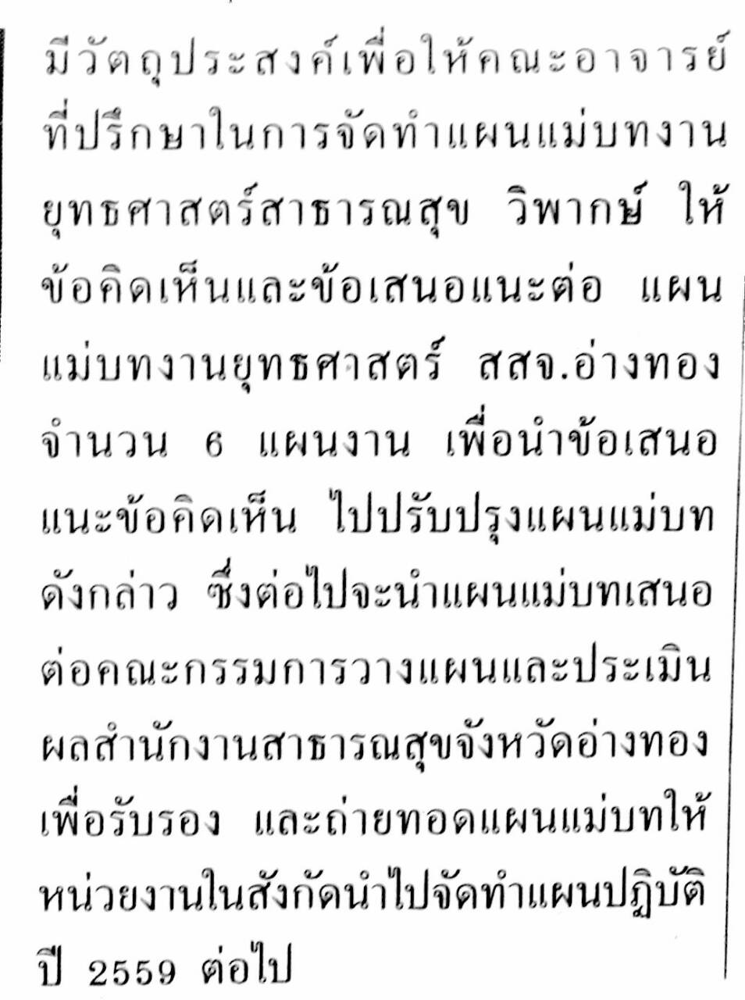 มีวัตถุประสงค์เพื่อให้คณะอาจารย์
ที่ปรึกษาในการจัดทำแผนแม่บทงาน
ยุทธศาสตร์สาธารณสุข วิพากษ์ ให้
ข้อคิดเห็นและข้อเสนอแนะต่อ แผน
แม่บทงานยุทธศาสตร์ สสจ.อ่างทอง
จำนวน 6 แผนงาน เพื่อนำข้อเสนอ
แนะข้อคิดเห็น ไปปรับปรุงแผนแม่บท
ดังกล่าว ซึ่งต่อไปจะนำแผนแม่บทเสนอ
ต่อคณะกรรมการวางแผนและประเมิน
ผลสำนักงานสาธารณสุขจังหวัดอ่างทอง
เพื่อรับรอง และถ่ายทอดแผนแม่บทให้
หน่วยงานในสังกัดนำไปจัดทำแผนปฏิบัติ
ปี 2559 ต่อไป